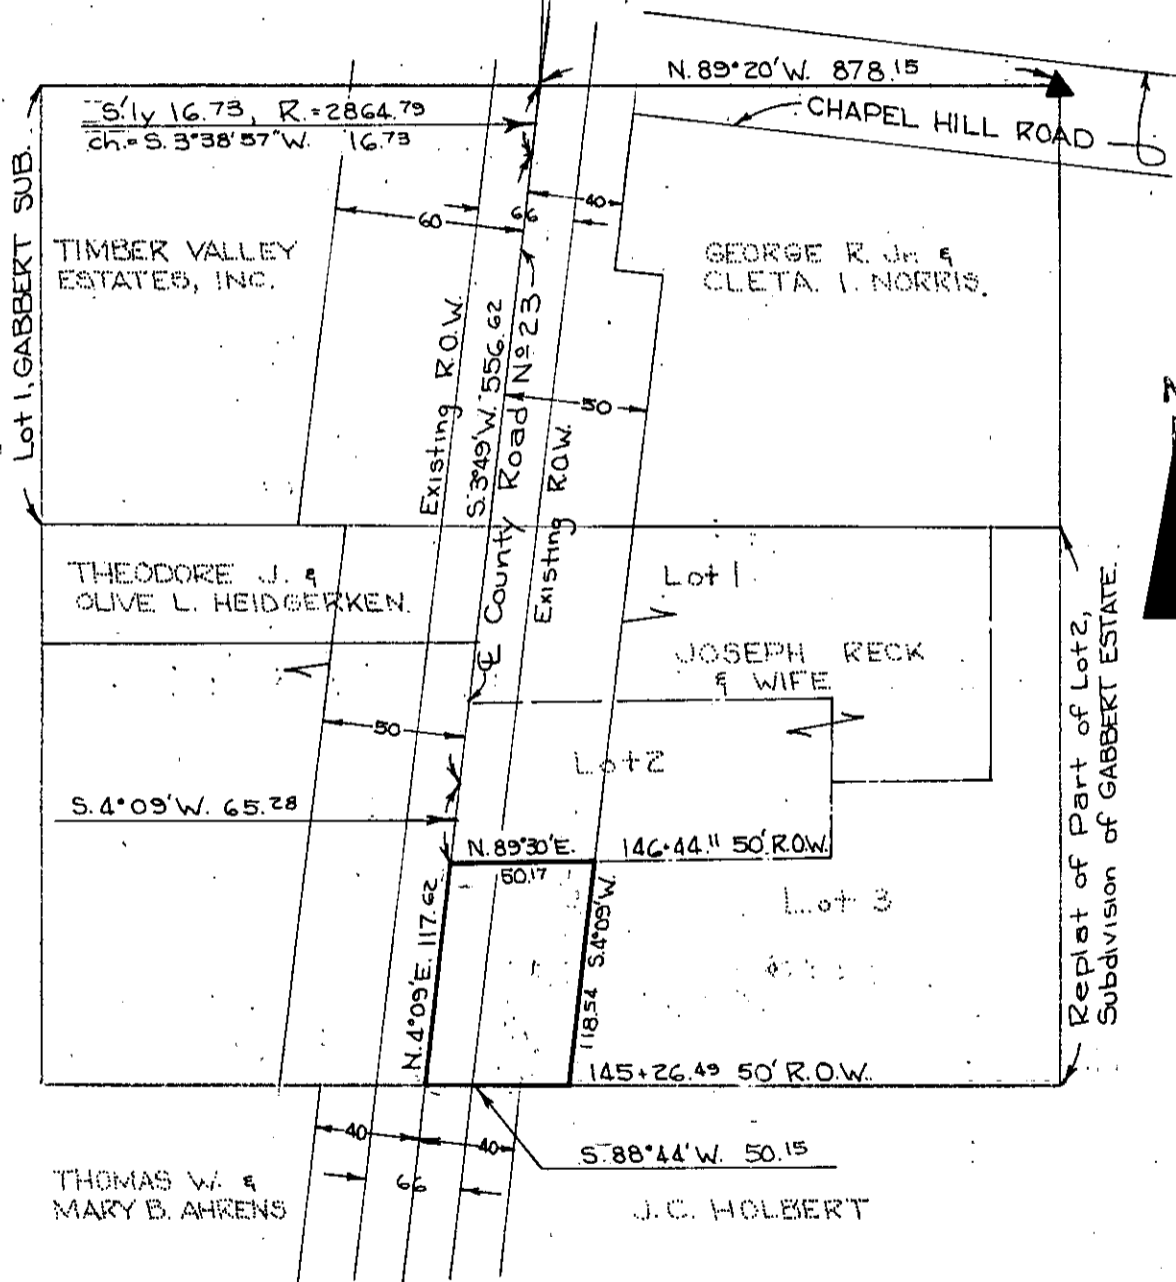 N. 89°20'W. 878.15
S'ly 16.73, R.=2864.79
ch.= S. 3°38'57"W. 16.73
CHAPEL HILL ROAD
Lot 1, GABBERT SUB.
60
66
40
TIMBER VALLEY
ESTATES, INC.
GEORGE R. Jr. &
CLETA. I. NORRIS.
Existing R.O.W.
S.3°49'W. 556.62
℄ County Road Nº 23
Existing R.O.W.
50
N
THEODORE J. &
OLIVE L. HEIDGERKEN.
Lot 1
JOSEPH RECK
& WIFE
50
Lot 2
S. 4°09'W. 65.28
N. 89°30'E.
50.17
146+44.11 50' R.O.W.
Lot 3
N. 4°09'E. 117.62
118.54 S.4°09'W.
145+26.49 50' R.O.W.
Replat of Part of Lot 2,
Subdivision of GABBERT ESTATE.
40
40
66
S. 88°44'W. 50.15
THOMAS W. &
MARY B. AHRENS
J.C. HOLBERT